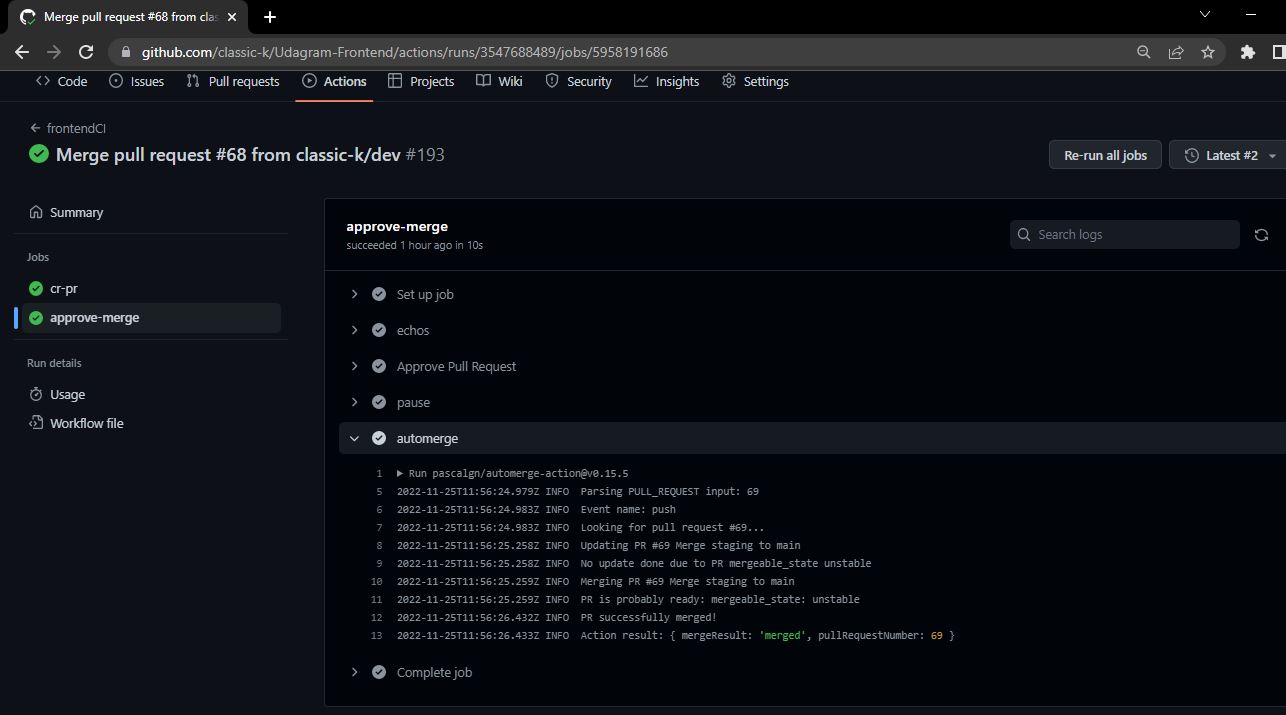 Merge pull request #68 from clas
github.com/classic-k/Udagram-Frontend/actions/runs/3547688489/jobs/5958191686
Code Issues Pull requests Actions Projects Wiki Security Insights Settings
frontendCI
Merge pull request #68 from classic-k/dev #193
Re-run all jobs Latest #2
Summary
Jobs
cr-pr
approve-merge
Run details
Usage
Workflow file
approve-merge
succeeded 1 hour ago in 10s
Search logs
Set up job
echos
Approve Pull Request
pause
automerge
1 ▶ Run pascalgn/automerge-action@v0.15.5
5 2022-11-25T11:56:24.979Z INFO Parsing PULL_REQUEST input: 69
6 2022-11-25T11:56:24.983Z INFO Event name: push
7 2022-11-25T11:56:24.983Z INFO Looking for pull request #69...
8 2022-11-25T11:56:25.258Z INFO Updating PR #69 Merge staging to main
9 2022-11-25T11:56:25.258Z INFO No update done due to PR mergeable_state unstable
10 2022-11-25T11:56:25.259Z INFO Merging PR #69 Merge staging to main
11 2022-11-25T11:56:25.259Z INFO PR is probably ready: mergeable_state: unstable
12 2022-11-25T11:56:26.432Z INFO PR successfully merged!
13 2022-11-25T11:56:26.433Z INFO Action result: { mergeResult: 'merged', pullRequestNumber: 69 }
Complete job